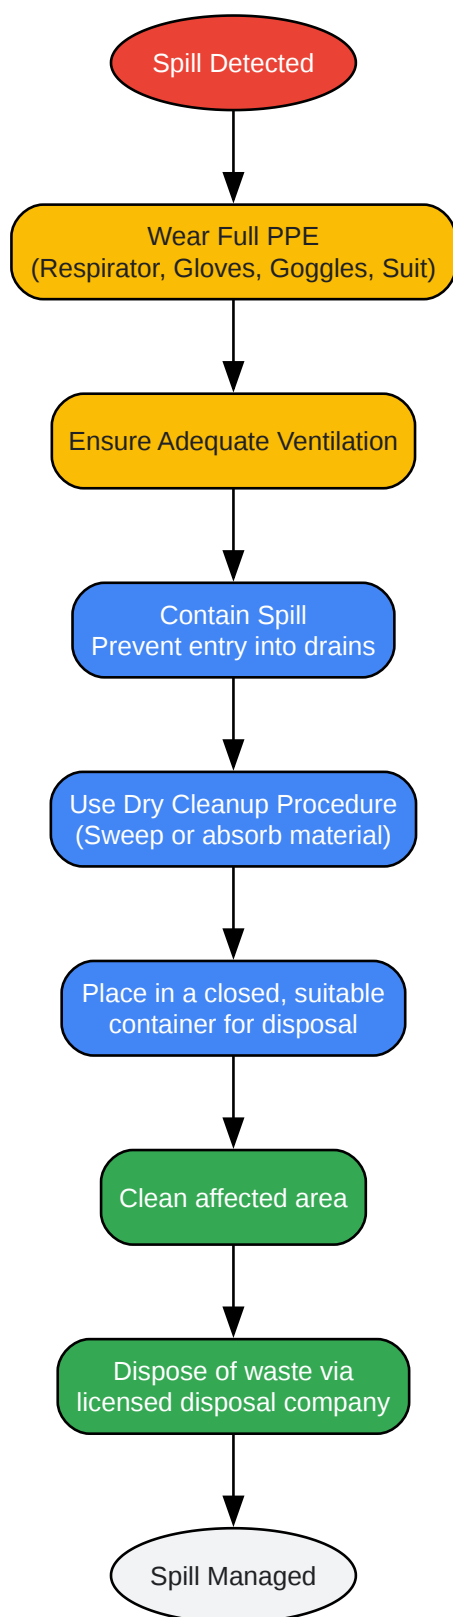 Spill Detected
Wear Full PPE
(Respirator, Gloves, Goggles, Suit)
Ensure Adequate Ventilation
Contain Spill
Prevent entry into drains
Use Dry Cleanup Procedure
(Sweep or absorb material)
Place in a closed, suitable
container for disposal
Clean affected area
Dispose of waste via
licensed disposal company
Spill Managed